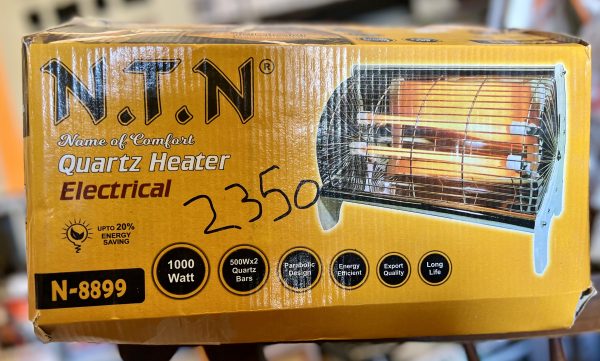 N.T.N®
Name of Comfort
Quartz Heater
Electrical
2350
UPTO 20%
ENERGY
SAVING
1000
Watt
500Wx2
Quartz
Bars
Parabolic
Design
Energy
Efficient
Export
Quality
Long
Life
N-8899